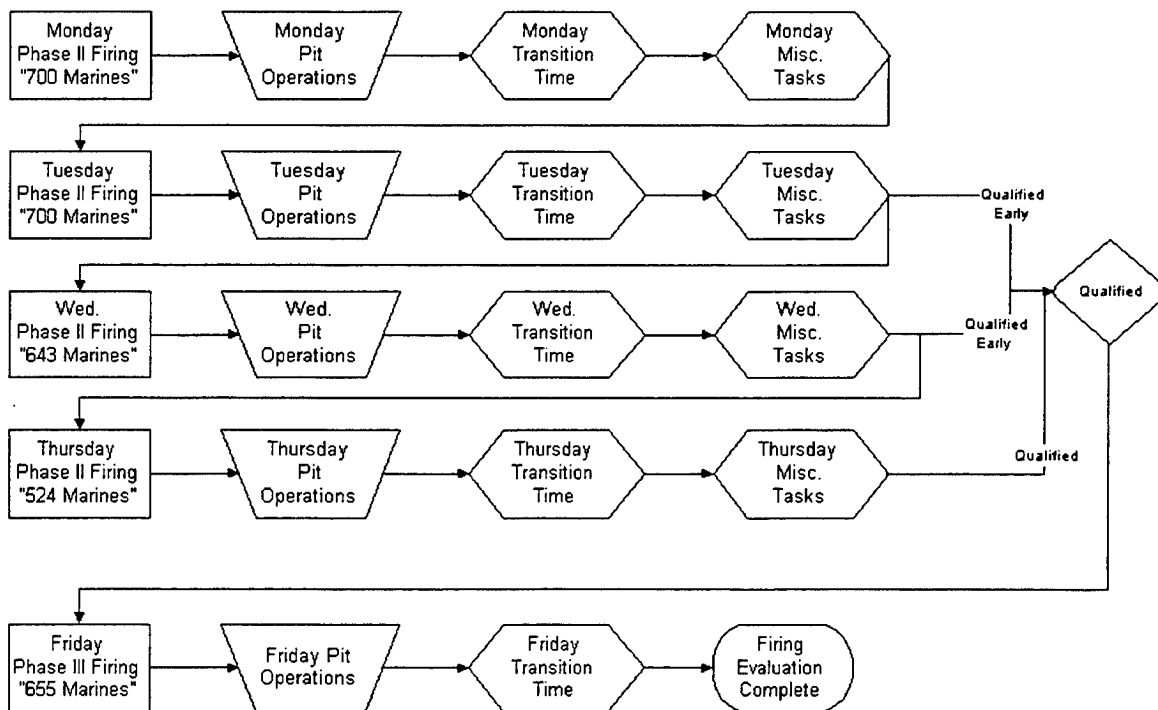 Monday
Phase II Firing
"700 Marines"
Monday
Pit
Operations
Monday
Transition
Time
Monday
Misc.
Tasks
Tuesday
Phase II Firing
"700 Marines"
Tuesday
Pit
Operations
Tuesday
Transition
Time
Tuesday
Misc.
Tasks
Qualified
Early
Wed.
Phase II Firing
"643 Marines"
Wed.
Pit
Operations
Wed.
Transition
Time
Wed.
Misc.
Tasks
Qualified
Early
Qualified
Thursday
Phase II Firing
"524 Marines"
Thursday
Pit
Operations
Thursday
Transition
Time
Thursday
Misc.
Tasks
Qualified
Friday
Phase III Firing
"655 Marines"
Friday Pit
Operations
Friday
Transition
Time
Firing
Evaluation
Complete